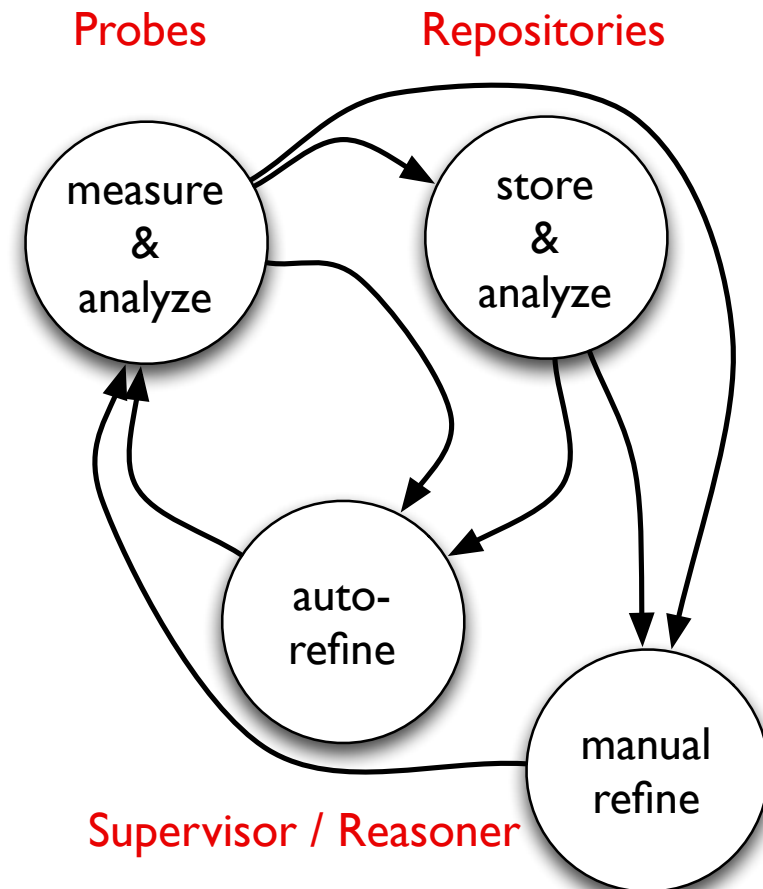 Probes
Repositories
measure
&
analyze
store
&
analyze
auto-
refine
manual
refine
Supervisor / Reasoner